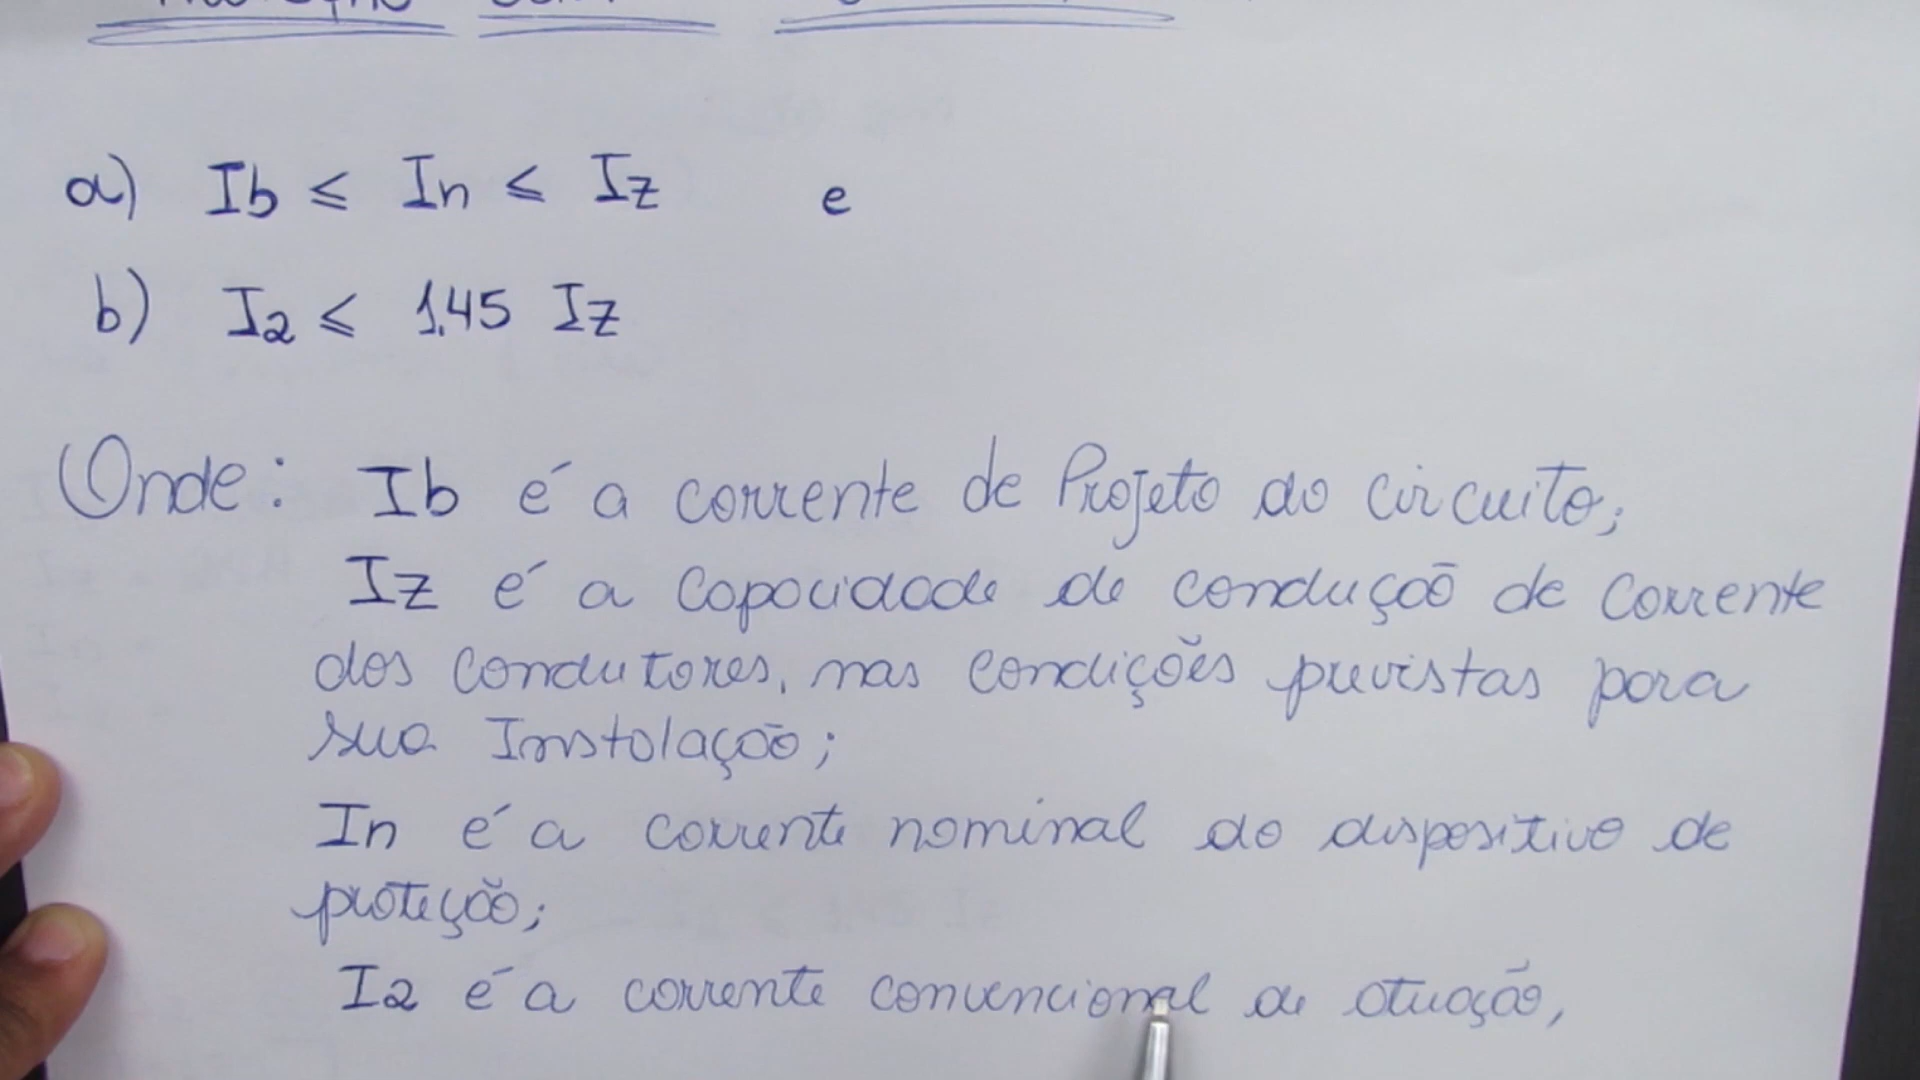 a) Ib ≤ In ≤ Iz e
b) I2 ≤ 1,45 Iz
Onde: Ib é a corrente de Projeto do circuito;
Iz é a capacidade de condução de corrente
dos condutores, nas condições previstas para
sua Instalação;
In é a corrente nominal do dispositivo de
proteção;
I2 é a corrente convencional de atuação,